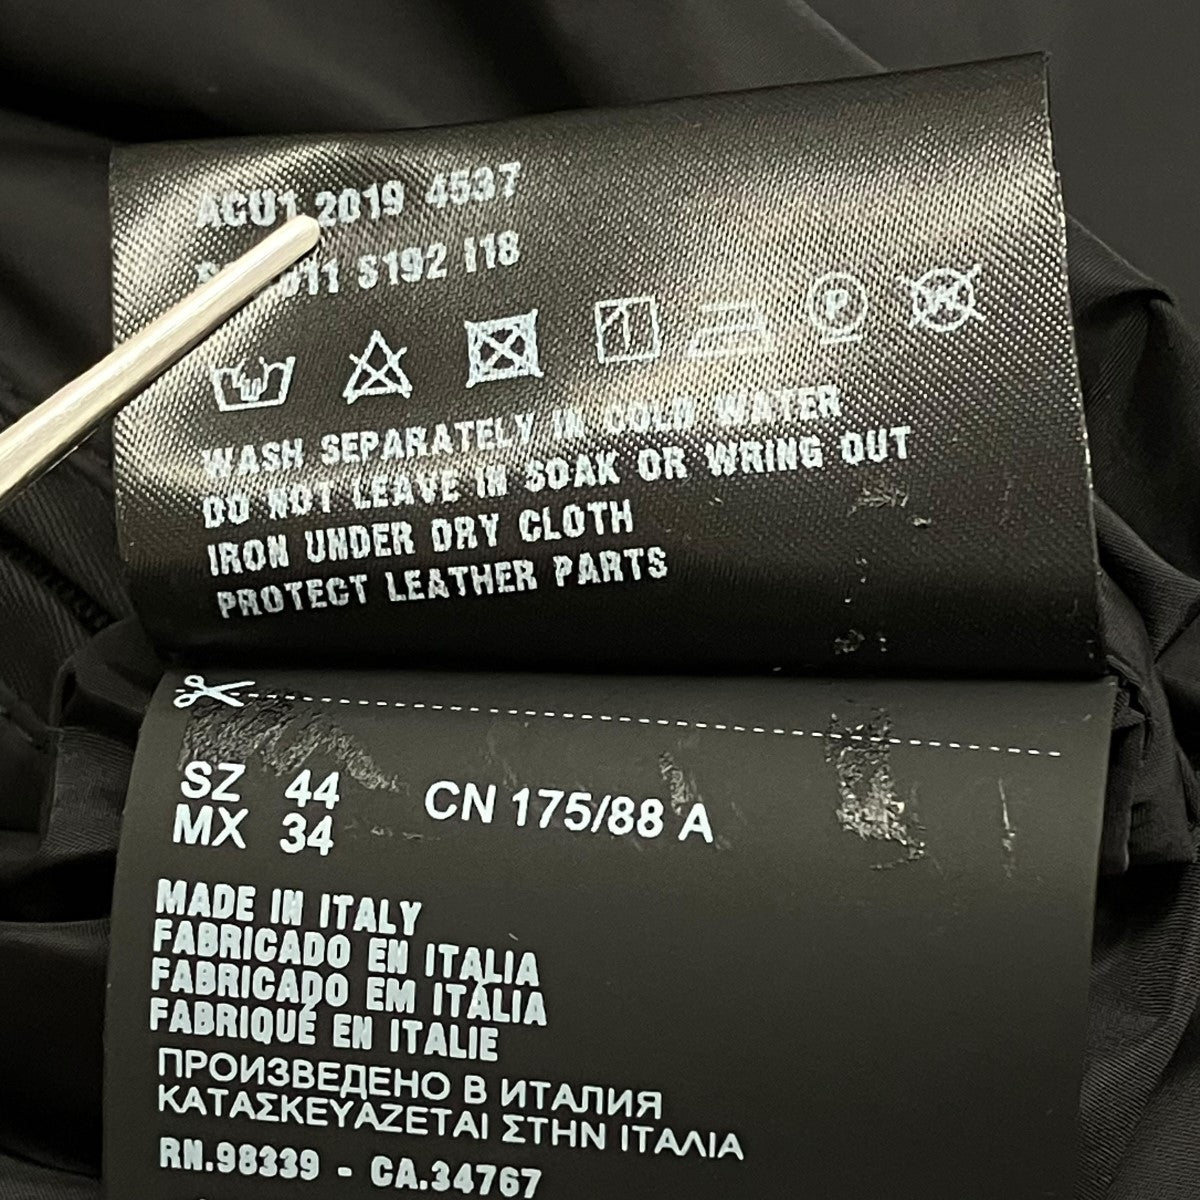 ACU1 2019 4537
S192 I18
P
WASH SEPARATELY IN COLD WATER
DO NOT LEAVE IN SOAK OR WRING OUT
IRON UNDER DRY CLOTH
PROTECT LEATHER PARTS
SZ 44 CN 175/88 A
MX 34
MADE IN ITALY
FABRICADO EN ITALIA
FABRICADO EM ITÁLIA
FABRIQUÉ EN ITALIE
ПРОИЗВЕДЕНО В ИТАЛИЯ
ΚΑΤΑΣΚΕΥΑΖΕΤΑΙ ΣΤΗΝ ΙΤΑΛΙΑ
RN.98339 - CA.34767